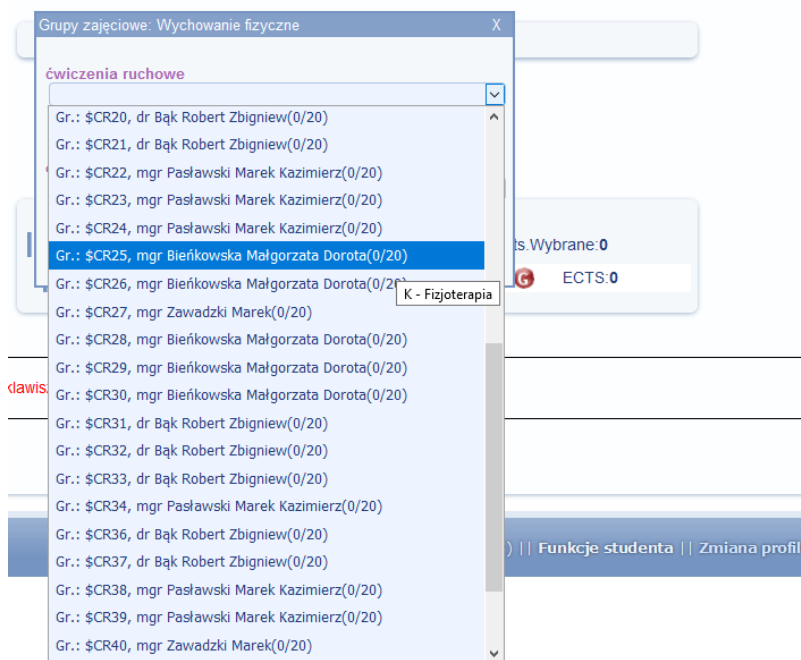 Grupy zajęciowe: Wychowanie fizyczne X
ćwiczenia ruchowe
Gr.: $CR20, dr Bąk Robert Zbigniew(0/20)
Gr.: $CR21, dr Bąk Robert Zbigniew(0/20)
Gr.: $CR22, mgr Pasławski Marek Kazimierz(0/20)
Gr.: $CR23, mgr Pasławski Marek Kazimierz(0/20)
Gr.: $CR24, mgr Pasławski Marek Kazimierz(0/20)
ts.Wybrane:0
Gr.: $CR25, mgr Bieńkowska Małgorzata Dorota(0/20)
Gr.: $CR26, mgr Bieńkowska Małgorzata Dorota(0/20)
G ECTS:0
K - Fizjoterapia
Gr.: $CR27, mgr Zawadzki Marek(0/20)
Gr.: $CR28, mgr Bieńkowska Małgorzata Dorota(0/20)
Gr.: $CR29, mgr Bieńkowska Małgorzata Dorota(0/20)
klawisz
Gr.: $CR30, mgr Bieńkowska Małgorzata Dorota(0/20)
Gr.: $CR31, dr Bąk Robert Zbigniew(0/20)
Gr.: $CR32, dr Bąk Robert Zbigniew(0/20)
Gr.: $CR33, dr Bąk Robert Zbigniew(0/20)
Gr.: $CR34, mgr Pasławski Marek Kazimierz(0/20)
Gr.: $CR36, dr Bąk Robert Zbigniew(0/20)
) || Funkcje studenta || Zmiana profil
Gr.: $CR37, dr Bąk Robert Zbigniew(0/20)
Gr.: $CR38, mgr Pasławski Marek Kazimierz(0/20)
Gr.: $CR39, mgr Pasławski Marek Kazimierz(0/20)
Gr.: $CR40, mgr Zawadzki Marek(0/20)